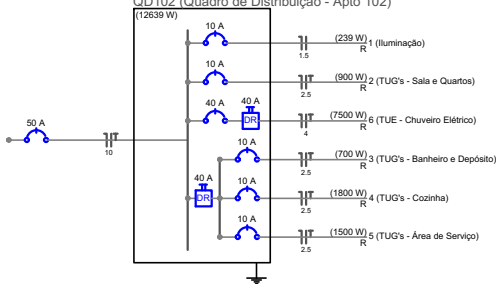 QD102 (Quadro de Distribuição - Apto 102)
(12639 W)
10 A
(239 W) 1 (Iluminação)
1.5
R
10 A
(900 W) 2 (TUG's - Sala e Quartos)
2.5
R
40 A
40 A
DR
(7500 W) 6 (TUE - Chuveiro Elétrico)
4
R
50 A
10
10 A
(700 W) 3 (TUG's - Banheiro e Depósito)
2.5
R
40 A
DR
10 A
(1800 W) 4 (TUG's - Cozinha)
2.5
R
10 A
(1500 W) 5 (TUG's - Área de Serviço)
2.5
R